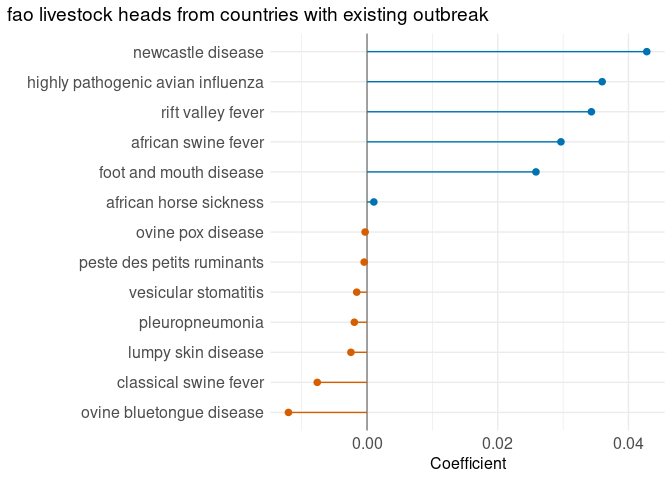 fao livestock heads from countries with existing outbreak
newcastle disease
highly pathogenic avian influenza
rift valley fever
african swine fever
foot and mouth disease
african horse sickness
ovine pox disease
peste des petits ruminants
vesicular stomatitis
pleuropneumonia
lumpy skin disease
classical swine fever
ovine bluetongue disease
0.00 0.02 0.04
Coefficient